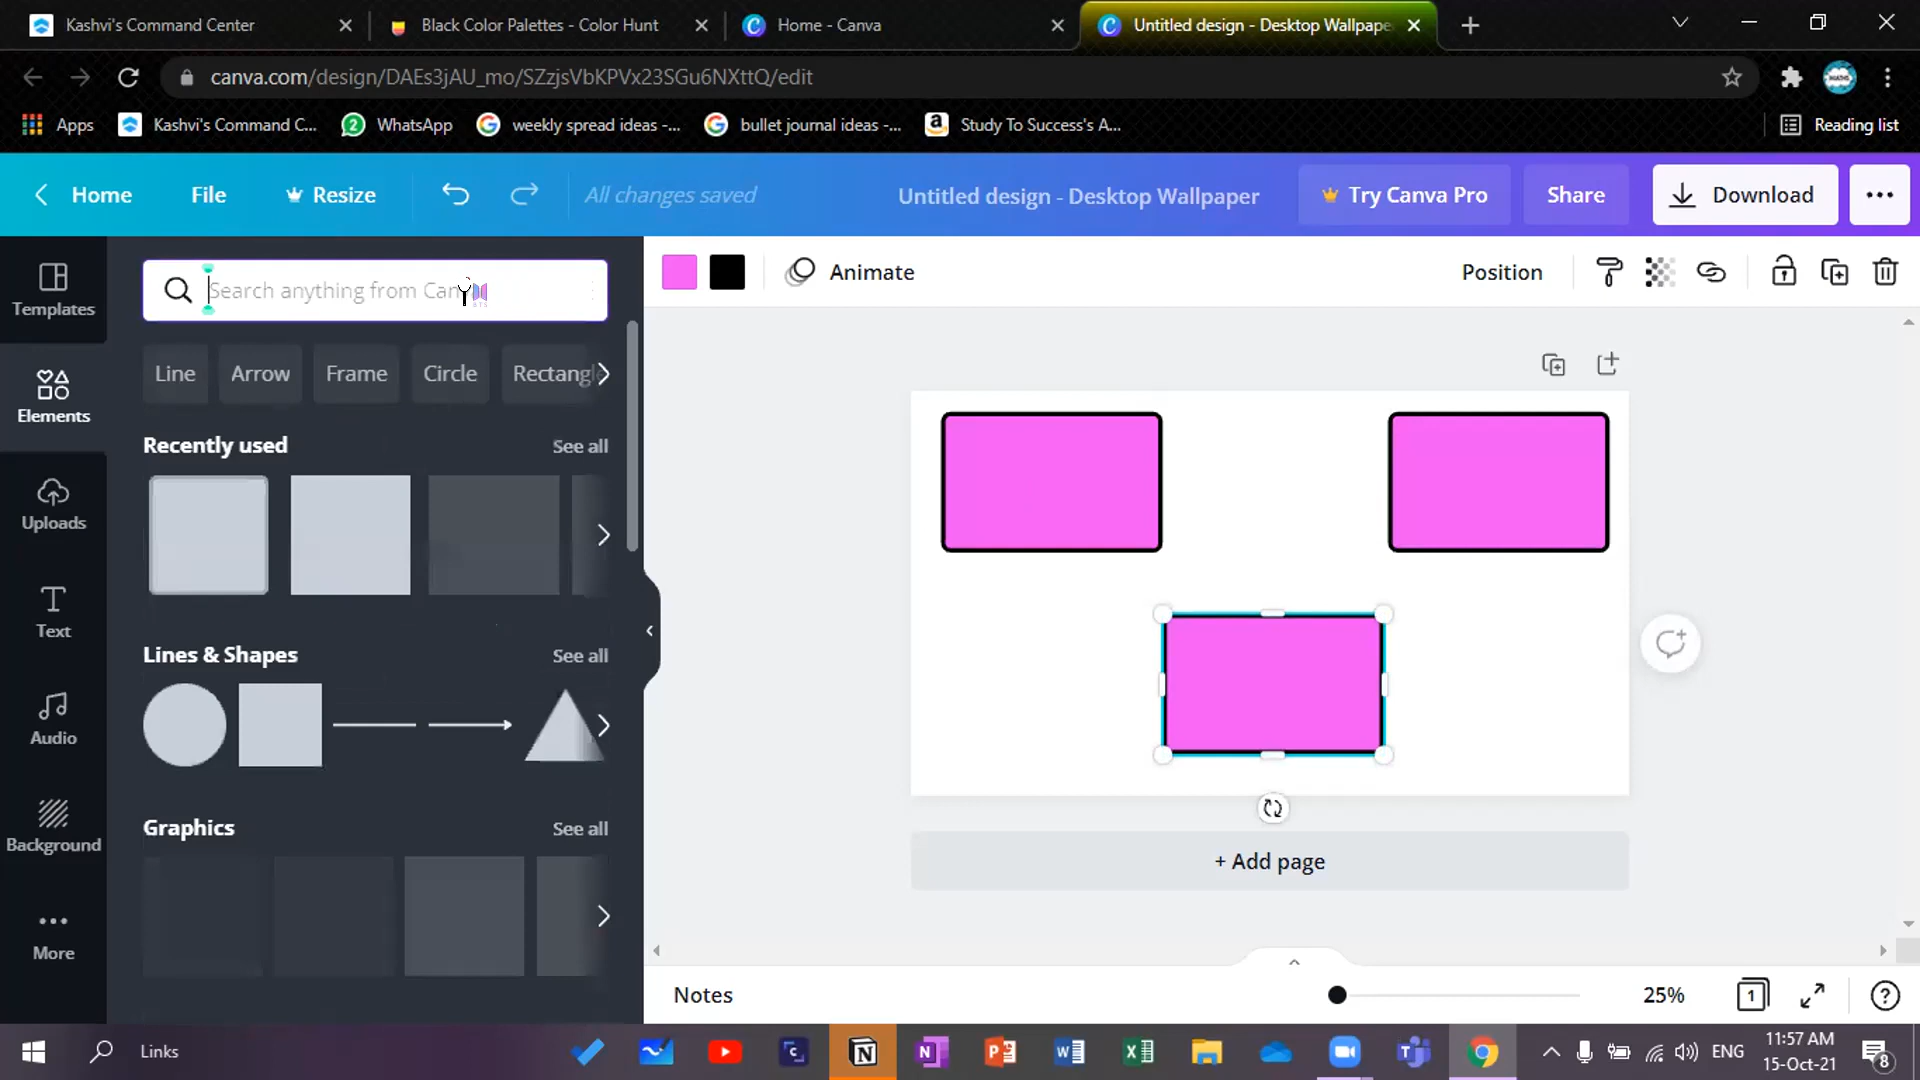 Kashvi's Command Center
Black Color Palettes - Color Hunt
Home - Canva
Untitled design - Desktop Wallpape
canva.com/design/DAEs3jAU_mo/SZzjsVbKPVx23SGu6NXttQ/edit
Apps
Kashvi's Command C...
WhatsApp
weekly spread ideas -...
bullet journal ideas -...
Study To Success's A...
Reading list
Home
File
Resize
All changes saved
Untitled design - Desktop Wallpaper
Try Canva Pro
Share
Download
Search anything from Can
Animate
Position
Templates
Elements
Uploads
Text
Audio
Background
More
Line
Arrow
Frame
Circle
Rectangl
Recently used
See all
Lines & Shapes
See all
Graphics
See all
+ Add page
Notes
25%
1
Links
ENG
11:57 AM
15-Oct-21
8